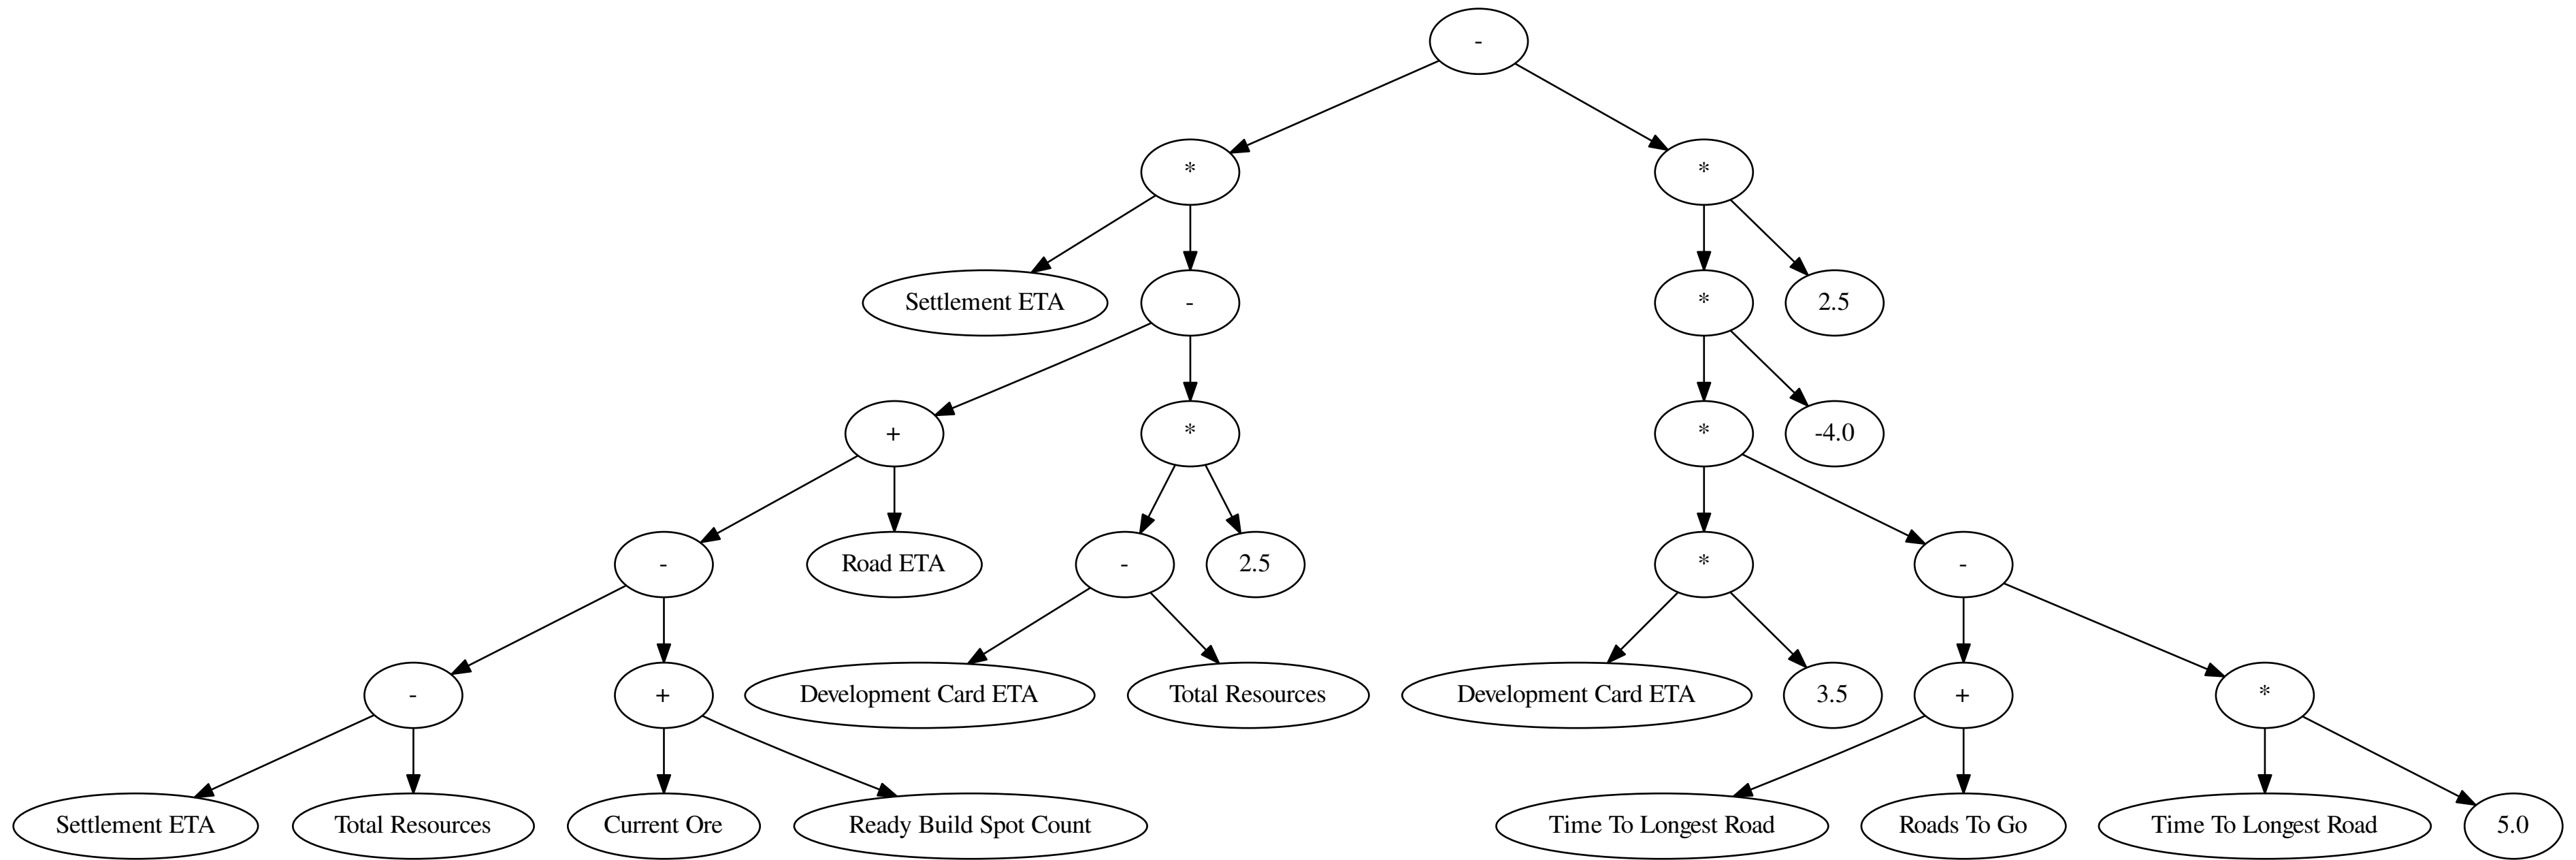 -
*
*
Settlement ETA
-
*
2.5
+
*
*
-4.0
-
Road ETA
-
2.5
*
-
-
+
Development Card ETA
Total Resources
Development Card ETA
3.5
+
*
Settlement ETA
Total Resources
Current Ore
Ready Build Spot Count
Time To Longest Road
Roads To Go
Time To Longest Road
5.0